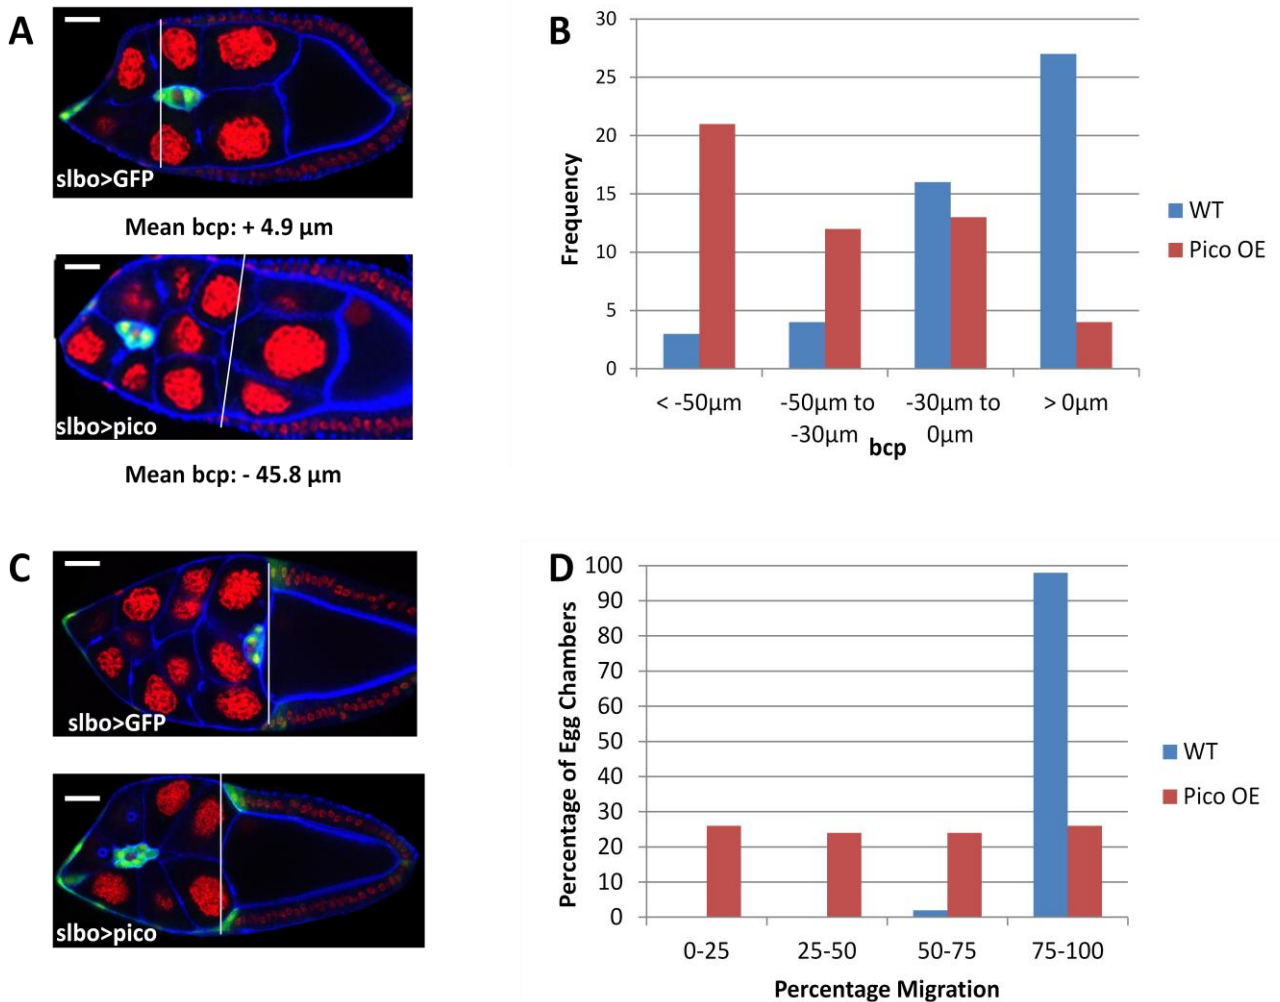 A
slbo>GFP
Mean bcp: + 4.9 µm
slbo>pico
Mean bcp: - 45.8 µm
B
30
25
20
15
10
5
0
Frequency
< -50µm
-50µm to
-30µm
-30µm to
0µm
> 0µm
bcp
WT
Pico OE
C
slbo>GFP
slbo>pico
D
100
90
80
70
60
50
40
30
20
10
0
Percentage of Egg Chambers
0-25
25-50
50-75
75-100
Percentage Migration
WT
Pico OE